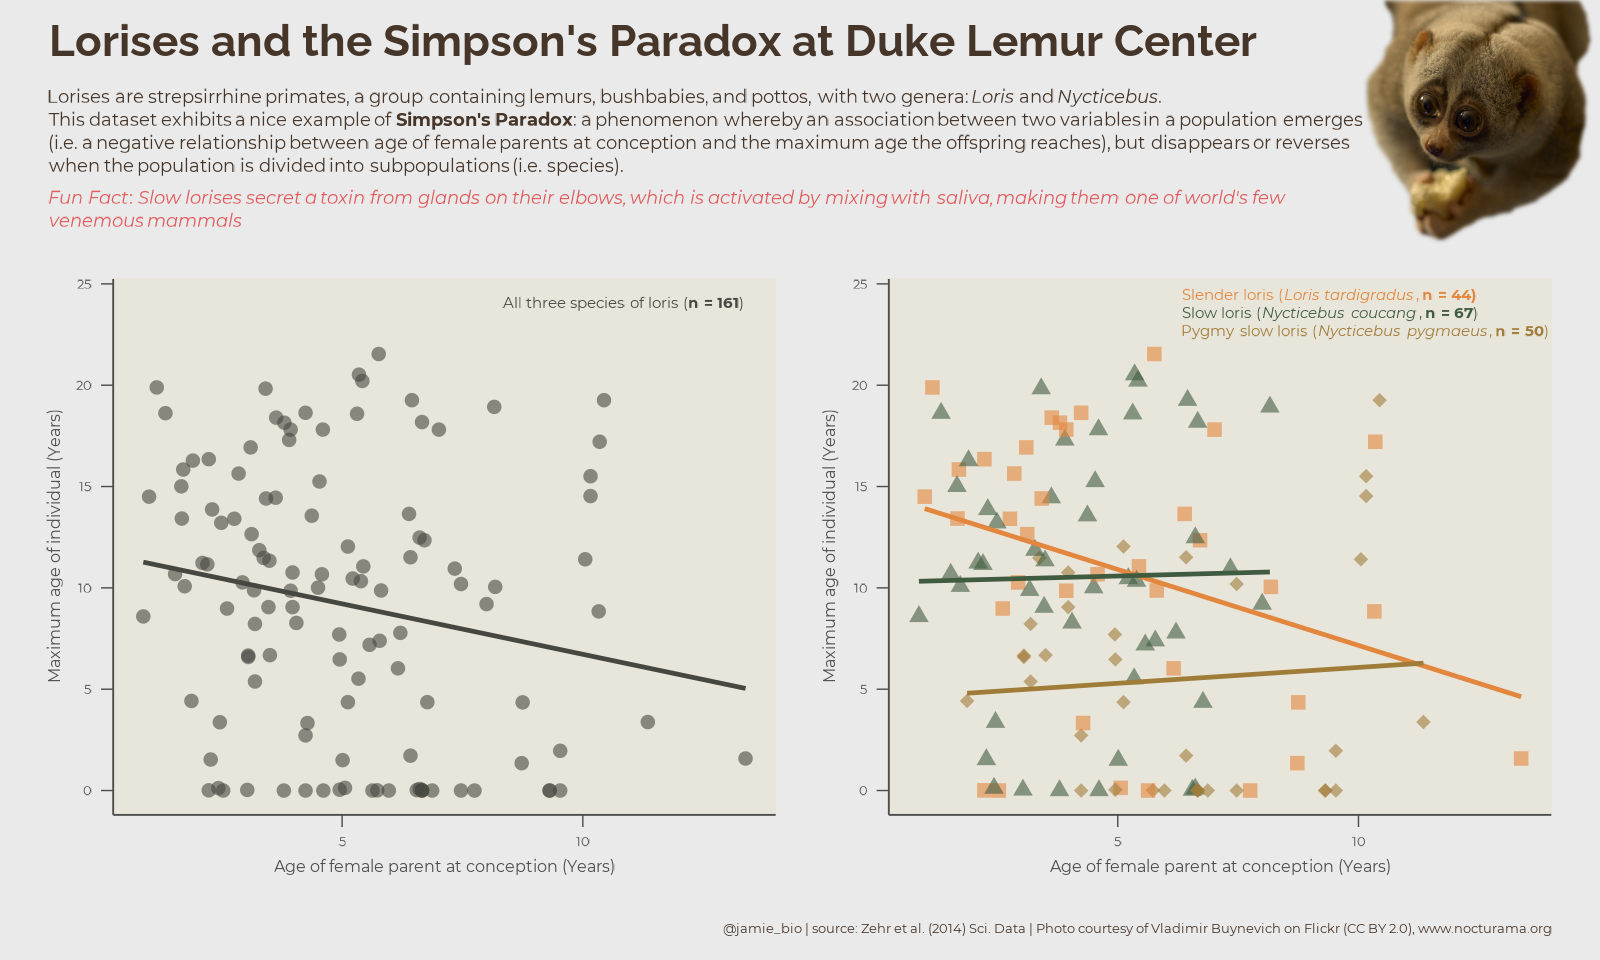 Lorises and the Simpson's Paradox at Duke Lemur Center
Lorises are strepsirrhine primates, a group containing lemurs, bushbabies, and pottos, with two genera: Loris and Nycticebus.
This dataset exhibits a nice example of Simpson's Paradox: a phenomenon whereby an association between two variables in a population emerges
(i.e. a negative relationship between age of female parents at conception and the maximum age the offspring reaches), but disappears or reverses
when the population is divided into subpopulations (i.e. species).
Fun Fact: Slow lorises secret a toxin from glands on their elbows, which is activated by mixing with saliva, making them one of world's few
venemous mammals
All three species of loris (n = 161)
Maximum age of individual (Years)
25
20
15
10
5
0
5
10
Age of female parent at conception (Years)
Slender loris (Loris tardigradus, n = 44)
Slow loris (Nycticebus coucang, n = 67)
Pygmy slow loris (Nycticebus pygmaeus, n = 50)
Maximum age of individual (Years)
25
20
15
10
5
0
5
10
Age of female parent at conception (Years)
@jamie_bio | source: Zehr et al. (2014) Sci. Data | Photo courtesy of Vladimir Buynevich on Flickr (CC BY 2.0), www.nocturama.org